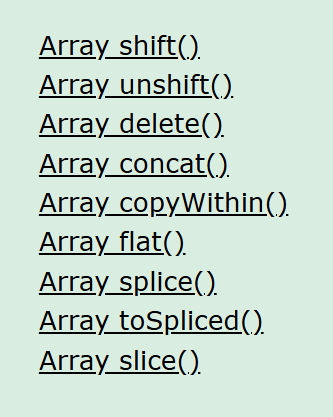 Array shift()
Array unshift()
Array delete()
Array concat()
Array copyWithin()
Array flat()
Array splice()
Array toSpliced()
Array slice()